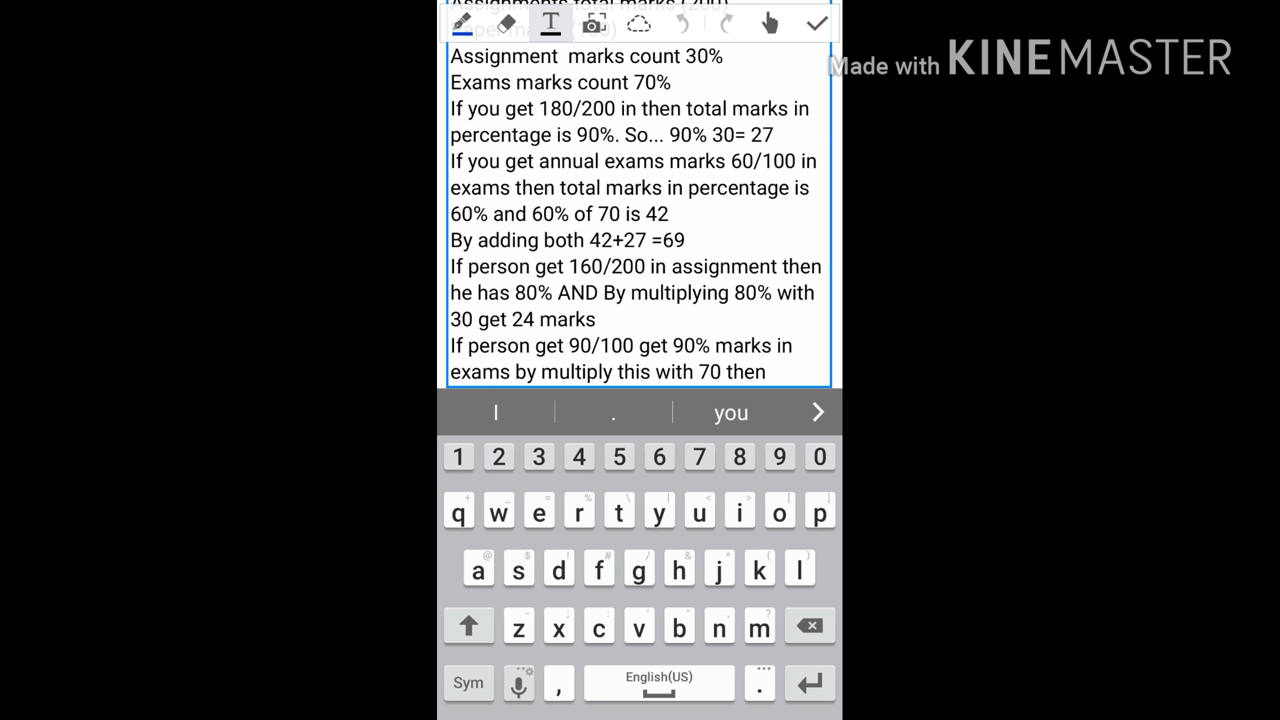 Assignments total marks (200)
Assignment  marks count 30%
Exams marks count 70%
If you get 180/200 in then total marks in
percentage is 90%. So... 90% 30= 27
If you get annual exams marks 60/100 in
exams then total marks in percentage is
60% and 60% of 70 is 42
By adding both 42+27 =69
If person get 160/200 in assignment then
he has 80% AND By multiplying 80% with
30 get 24 marks
If person get 90/100 get 90% marks in
exams by multiply this with 70 then
Made with KINEMASTER
I . you
1 2 3 4 5 6 7 8 9 0
q w e r t y u i o p
a s d f g h j k l
z x c v b n m
Sym , English(US) .